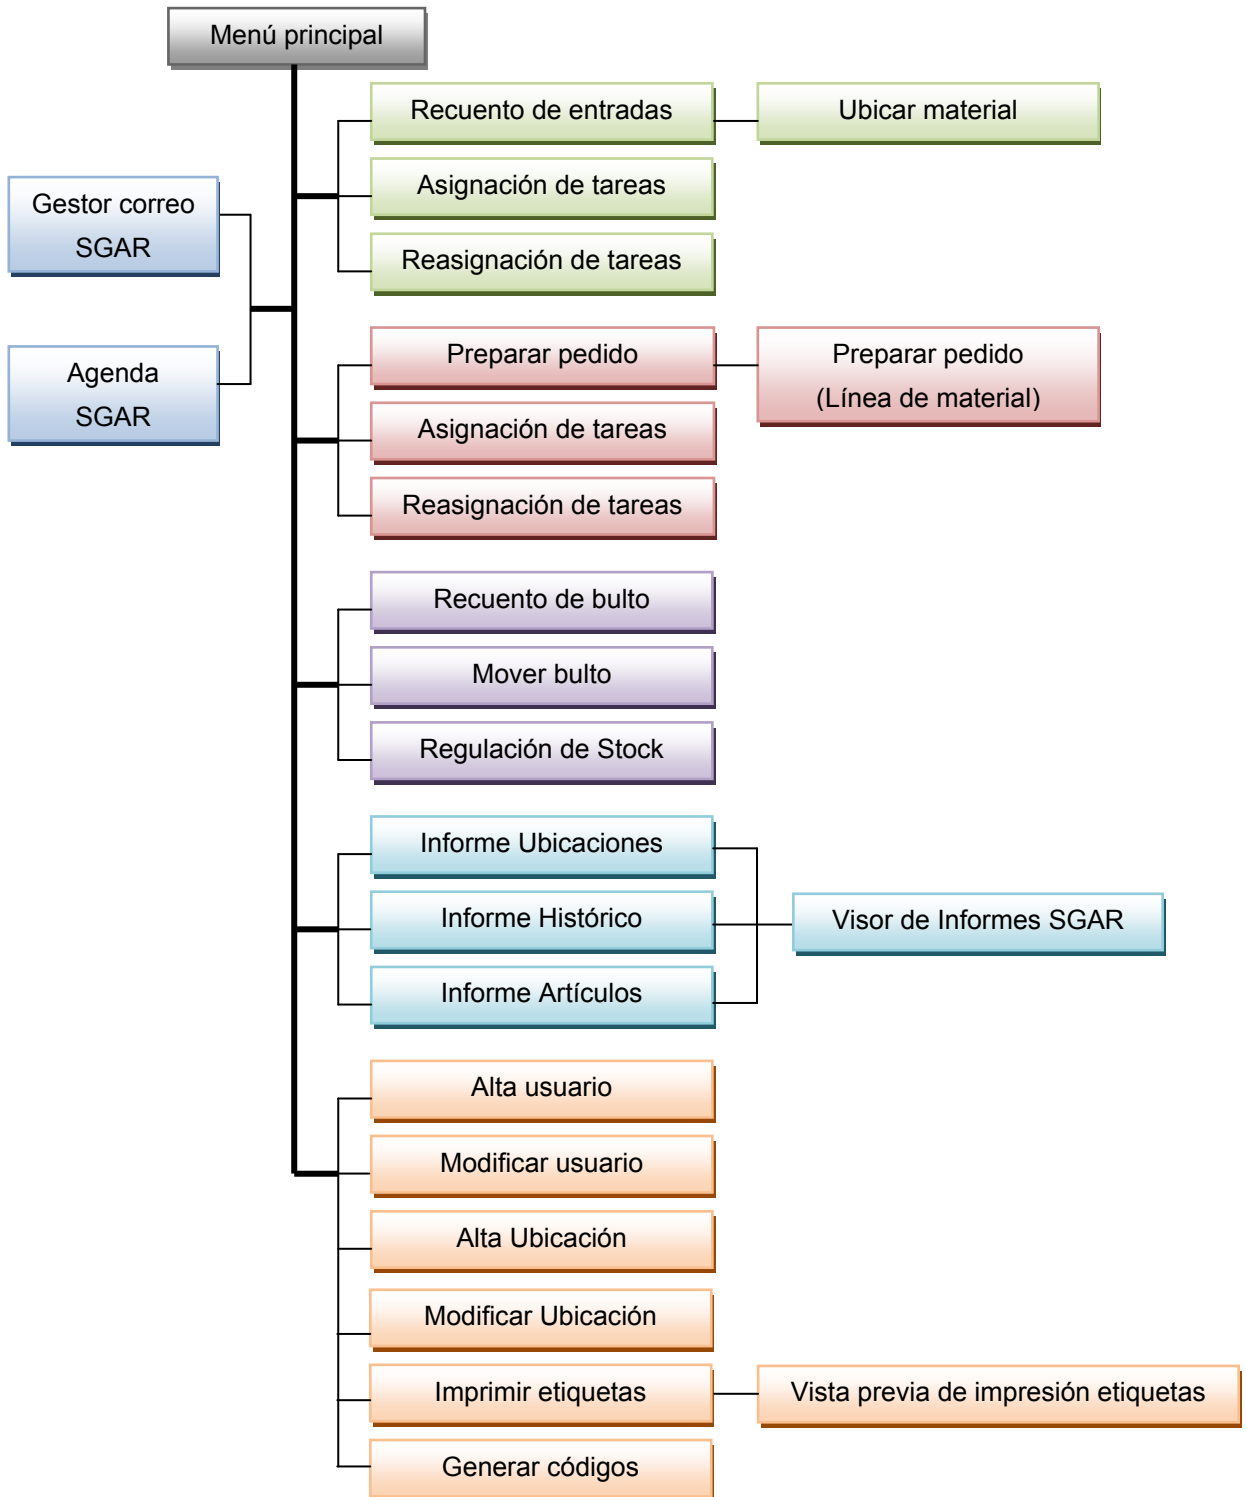 Menú principal
Recuento de entradas
Ubicar material
Asignación de tareas
Reasignación de tareas
Gestor correo
SGAR
Agenda
SGAR
Preparar pedido
Preparar pedido
(Línea de material)
Asignación de tareas
Reasignación de tareas
Recuento de bulto
Mover bulto
Regulación de Stock
Informe Ubicaciones
Informe Histórico
Visor de Informes SGAR
Informe Artículos
Alta usuario
Modificar usuario
Alta Ubicación
Modificar Ubicación
Imprimir etiquetas
Vista previa de impresión etiquetas
Generar códigos